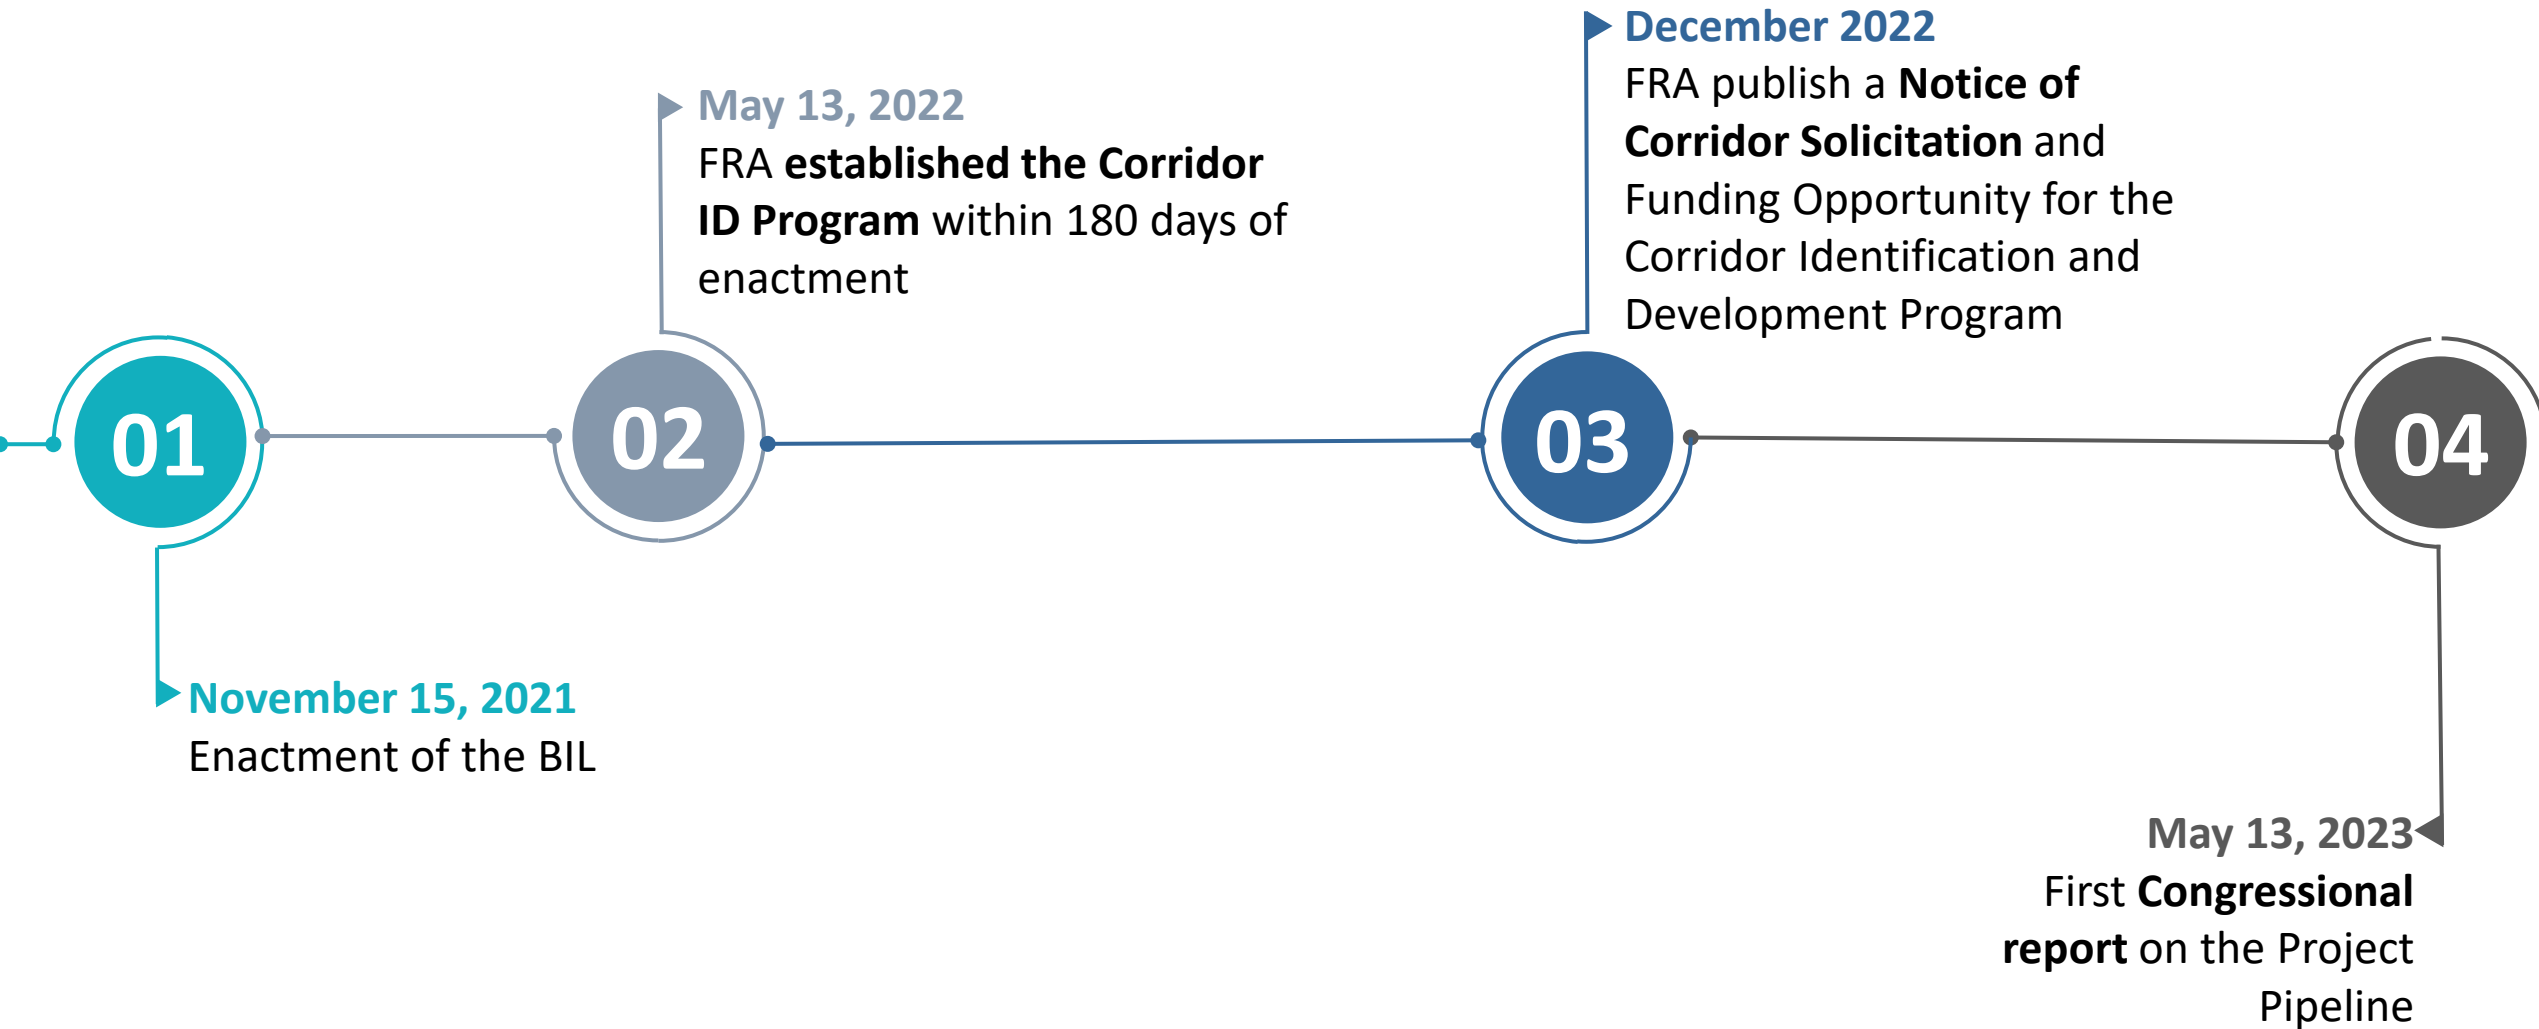 01
November 15, 2021
Enactment of the BIL
02
May 13, 2022
FRA established the Corridor
ID Program within 180 days of
enactment
03
December 2022
FRA publish a Notice of
Corridor Solicitation and
Funding Opportunity for the
Corridor Identification and
Development Program
04
May 13, 2023
First Congressional
report on the Project
Pipeline